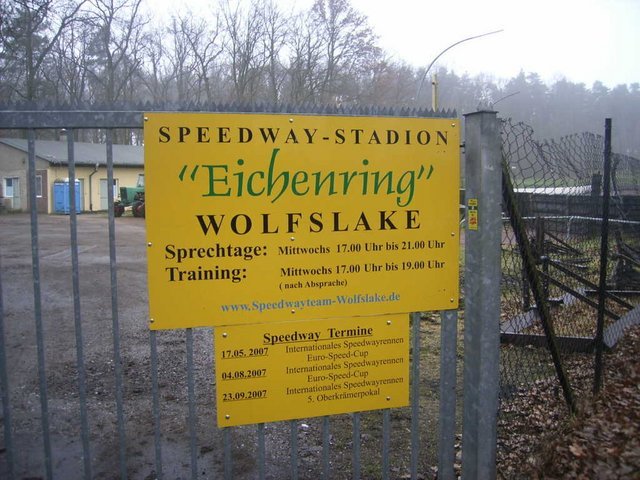 SPEEDWAY-STADION
"Eichenring"
WOLFSLAKE
Sprechtage: Mittwochs 17.00 Uhr bis 21.00 Uhr
Training: Mittwochs 17.00 Uhr bis 19.00 Uhr
( nach Absprache)
www.Speedwayteam-Wolfslake.de
Speedway Termine
17.05. 2007 Internationales Speedwayrennen
Euro-Speed-Cup
04.08.2007 Internationales Speedwayrennen
Euro-Speed-Cup
23.09.2007 Internationales Speedwayrennen
5. Oberkrämerpokal